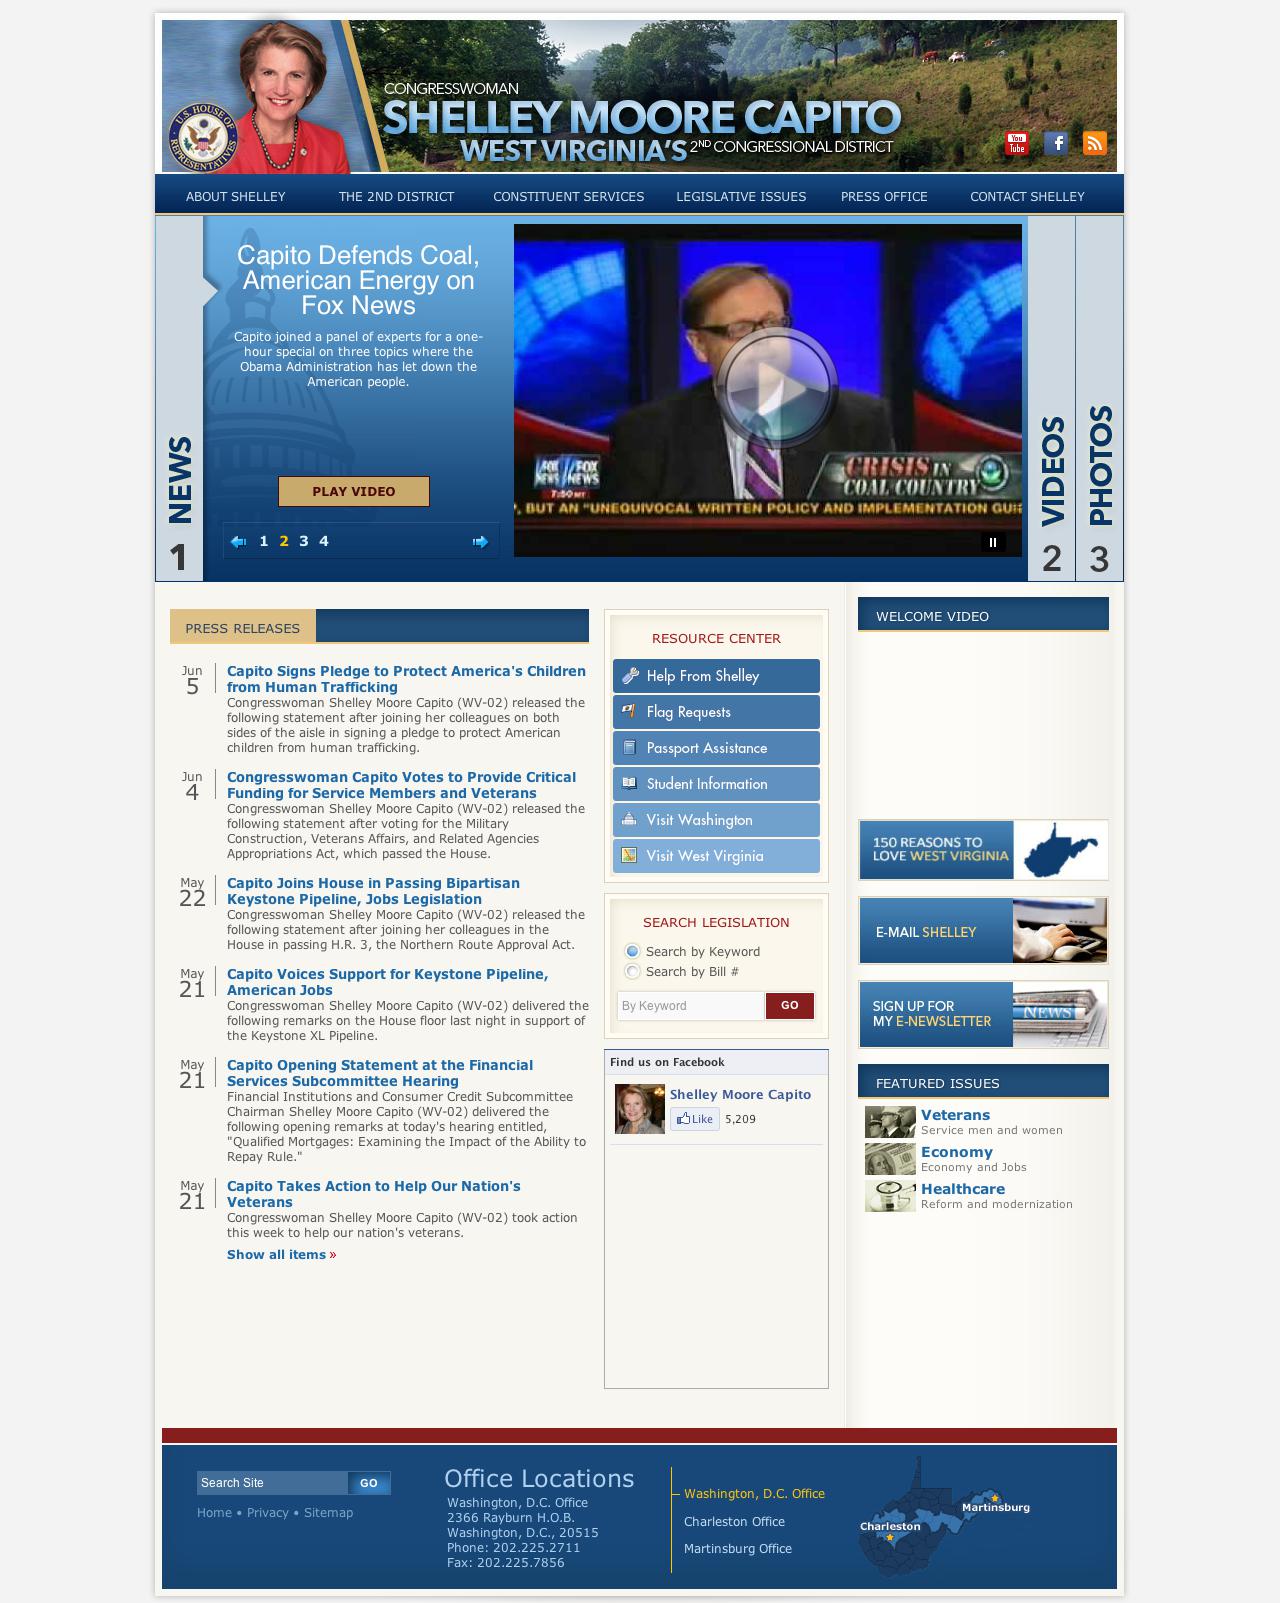 CONGRESSWOMAN
SHELLEY MOORE CAPITO
WEST VIRGINIA'S 2ND CONGRESSIONAL DISTRICT
U.S. HOUSE OF REPRESENTATIVES
You Tube
f
ABOUT SHELLEY THE 2ND DISTRICT CONSTITUENT SERVICES LEGISLATIVE ISSUES PRESS OFFICE CONTACT SHELLEY
1 NEWS
Capito Defends Coal,
American Energy on
Fox News
Capito joined a panel of experts for a one-
hour special on three topics where the
Obama Administration has let down the
American people.
PLAY VIDEO
1 2 3 4
FOX NEWS FOX NEWS
7:50 MT
CRISIS IN
COAL COUNTRY
, BUT AN "UNEQUIVOCAL WRITTEN POLICY AND IMPLEMENTATION GUI
2 VIDEOS
3 PHOTOS
PRESS RELEASES
Jun
5
Capito Signs Pledge to Protect America's Children
from Human Trafficking
Congresswoman Shelley Moore Capito (WV-02) released the
following statement after joining her colleagues on both
sides of the aisle in signing a pledge to protect American
children from human trafficking.
Jun
4
Congresswoman Capito Votes to Provide Critical
Funding for Service Members and Veterans
Congresswoman Shelley Moore Capito (WV-02) released the
following statement after voting for the Military
Construction, Veterans Affairs, and Related Agencies
Appropriations Act, which passed the House.
May
22
Capito Joins House in Passing Bipartisan
Keystone Pipeline, Jobs Legislation
Congresswoman Shelley Moore Capito (WV-02) released the
following statement after joining her colleagues in the
House in passing H.R. 3, the Northern Route Approval Act.
May
21
Capito Voices Support for Keystone Pipeline,
American Jobs
Congresswoman Shelley Moore Capito (WV-02) delivered the
following remarks on the House floor last night in support of
the Keystone XL Pipeline.
May
21
Capito Opening Statement at the Financial
Services Subcommittee Hearing
Financial Institutions and Consumer Credit Subcommittee
Chairman Shelley Moore Capito (WV-02) delivered the
following opening remarks at today's hearing entitled,
"Qualified Mortgages: Examining the Impact of the Ability to
Repay Rule."
May
21
Capito Takes Action to Help Our Nation's
Veterans
Congresswoman Shelley Moore Capito (WV-02) took action
this week to help our nation's veterans.
Show all items »
RESOURCE CENTER
Help From Shelley
Flag Requests
Passport Assistance
Student Information
Visit Washington
Visit West Virginia
SEARCH LEGISLATION
Search by Keyword
Search by Bill #
By Keyword GO
Find us on Facebook
Shelley Moore Capito
Like 5,209
WELCOME VIDEO
150 REASONS TO
LOVE WEST VIRGINIA
E-MAIL SHELLEY
SIGN UP FOR
MY E-NEWSLETTER
NEWS
FEATURED ISSUES
Veterans
Service men and women
Economy
Economy and Jobs
Healthcare
Reform and modernization
Search Site GO
Home • Privacy • Sitemap
Office Locations
Washington, D.C. Office
2366 Rayburn H.O.B.
Washington, D.C., 20515
Phone: 202.225.2711
Fax: 202.225.7856
Washington, D.C. Office
Charleston Office
Martinsburg Office
Martinsburg
Charleston